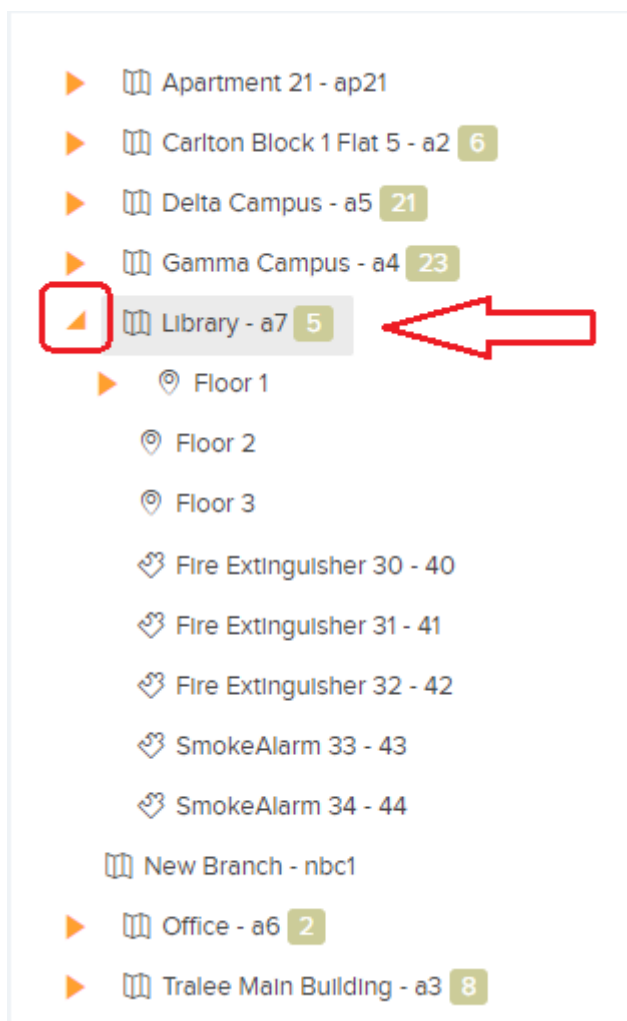 Apartment 21 - ap21
Carlton Block 1 Flat 5 - a2 6
Delta Campus - a5 21
Gamma Campus - a4 23
Library - a7 5
Floor 1
Floor 2
Floor 3
Fire Extinguisher 30 - 40
Fire Extinguisher 31 - 41
Fire Extinguisher 32 - 42
SmokeAlarm 33 - 43
SmokeAlarm 34 - 44
New Branch - nbc1
Office - a6 2
Tralee Main Building - a3 8